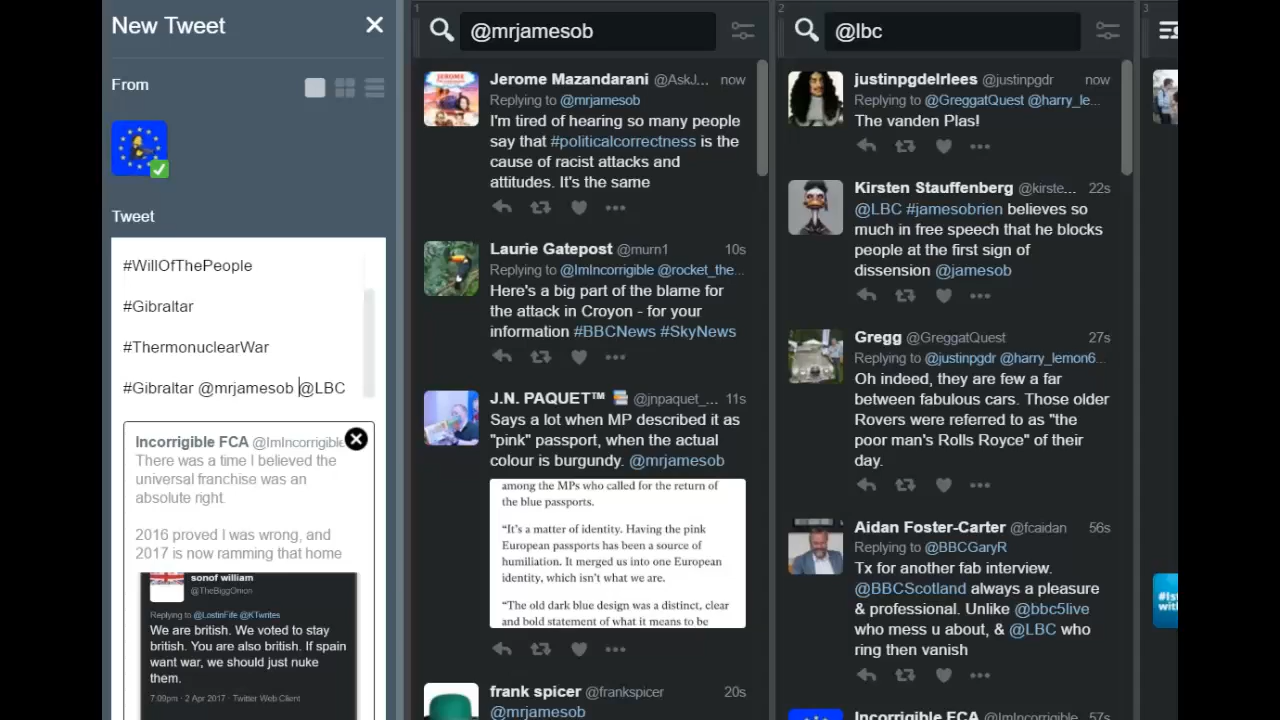 New Tweet
From
Tweet
#WillOfThePeople
#Gibraltar
#ThermonuclearWar
#Gibraltar @mrjamesob @LBC
Incorrigible FCA @ImIncorrigible
There was a time I believed the
universal franchise was an
absolute right.
2016 proved I was wrong, and
2017 is now ramming that home
sonof william
@TheBiggOnion
Replying to @LostinFife @KTwrites
We are british. We voted to stay
british. You are also british. If spain
want war, we should just nuke
them.
7:09pm · 2 Apr 2017 · Twitter Web Client
1
@mrjamesob
Jerome Mazandarani @AskJ... now
Replying to @mrjamesob
I'm tired of hearing so many people
say that #politicalcorrectness is the
cause of racist attacks and
attitudes. It's the same
Laurie Gatepost @murn1 10s
Replying to @ImIncorrigible @rocket_the...
Here's a big part of the blame for
the attack in Croyon - for your
information #BBCNews #SkyNews
J.N. PAQUET™ @jnpaquet_... 11s
Says a lot when MP described it as
"pink" passport, when the actual
colour is burgundy. @mrjamesob
among the MPs who called for the return of
the blue passports.
“It’s a matter of identity. Having the pink
European passports has been a source of
humiliation. It merged us into one European
identity, which isn’t what we are.
“The old dark blue design was a distinct, clear
and bold statement of what it means to be
frank spicer @frankspicer 20s
@mrjamesob
2
@lbc
justinpgdelrlees @justinpgdr now
Replying to @GreggatQuest @harry_le...
The vanden Plas!
Kirsten Stauffenberg @kirste... 22s
@LBC #jamesobrien believes so
much in free speech that he blocks
people at the first sign of
dissension @jamesob
Gregg @GreggatQuest 27s
Replying to @justinpgdr @harry_lemon6...
Oh indeed, they are few a far
between fabulous cars. Those older
Rovers were referred to as "the
poor man's Rolls Royce" of their
day.
Aidan Foster-Carter @fcaidan 56s
Replying to @BBCGaryR
Tx for another fab interview.
@BBCScotland always a pleasure
& professional. Unlike @bbc5live
who mess u about, & @LBC who
ring then vanish
Incorrigible FCA @ImIncorrigible 57s
3